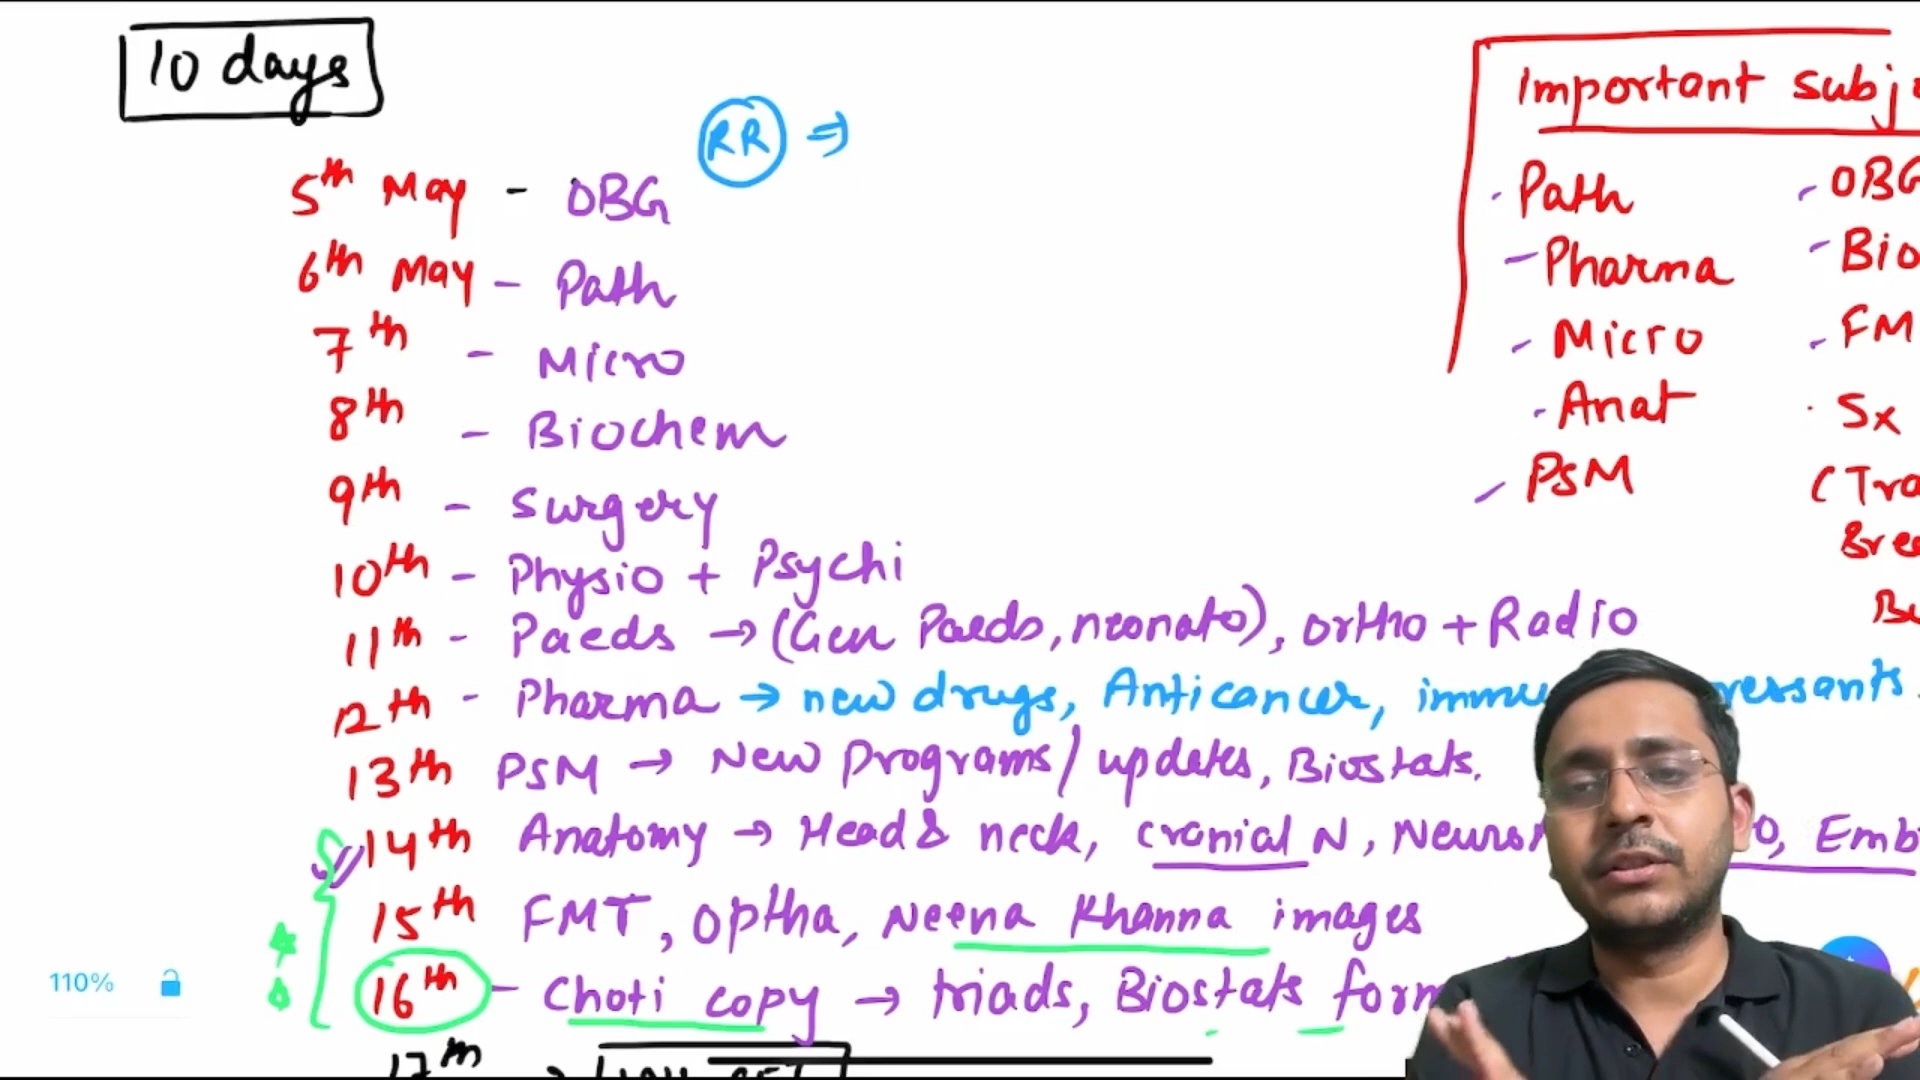 10 days
RR ⇒
5th May - OBG
6th May - Path
7th - Micro
8th - Biochem
9th - Surgery
10th - Physio + Psychi
11th - Paeds → (Gen Paeds, neonato), ortho + Radio
12th - Pharma → new drugs, Anticancer,
13th PSM → New Programs / updates, Biostats.
14th Anatomy → Head & neck, cranial N,
15th FMT, optha, Neena Khanna images
16th - Choti copy → triads, Biostats
17th
Important
Path
- OBG
- Pharma
- Micro
- Anat
. Sx
- PSM
110%